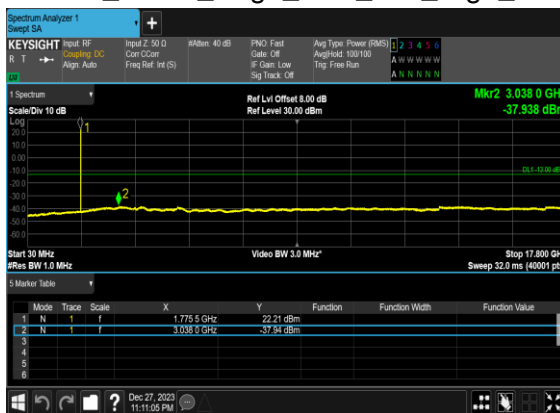 Spectrum Analyzer 1
Swept SA
+
KEYSIGHT Input: RF Input Z: 50 Ω #Atten: 40 dB PNO: Fast Avg Type: Power (RMS) 1 2 3 4 5 6
R T Coupling: DC Corr CCorr Gate: Off Avg|Hold: 100/100 A W W W W W
Align: Auto Freq Ref: Int (S) IF Gain: Low Trig: Free Run A N N N N N
Sig Track: Off
1 Spectrum Ref Lvl Offset 8.00 dB Mkr2 3.038 0 GH
Scale/Div 10 dB Ref Level 30.00 dBm -37.938 dBr
Log
20.0
10.0
0.00
-10.0
-20.0
-30.0
-40.0
-50.0
-60.0
1
2
DL1 -13.00 dB
Start 30 MHz Video BW 3.0 MHz* Stop 17.800 GH
#Res BW 1.0 MHz Sweep 32.0 ms (40001 pt
5 Marker Table
Mode Trace Scale X Y Function Function Width Function Value
1 N 1 f 1.775 5 GHz 22.21 dBm
2 N 1 f 3.038 0 GHz -37.94 dBm
3
4
5
6
? Dec 27, 2023
11:11:05 PM